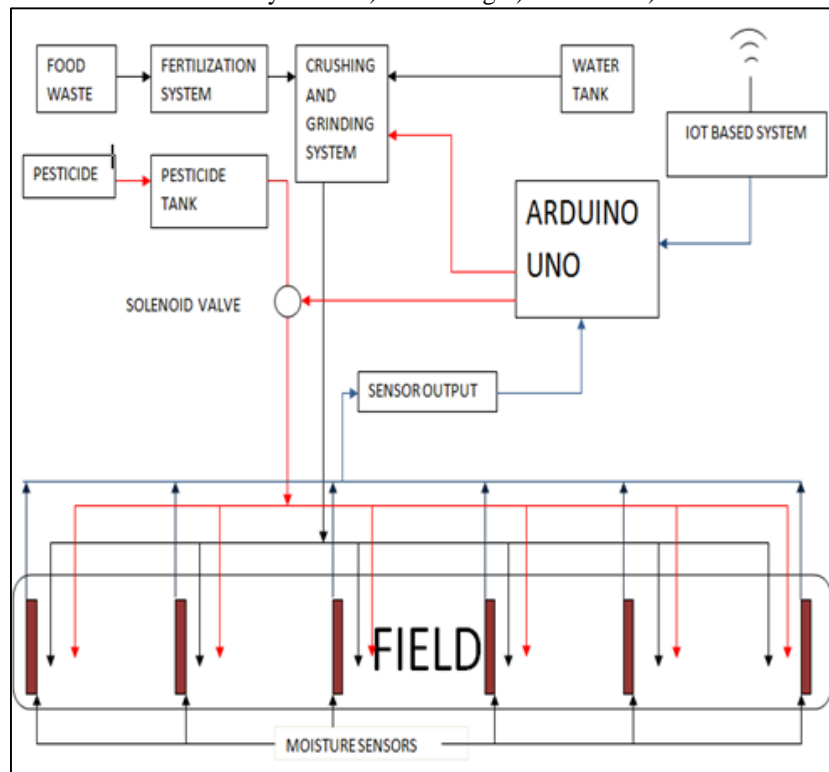 FOOD
WASTE
FERTILIZATION
SYSTEM
CRUSHING
AND
GRINDING
SYSTEM
WATER
TANK
IOT BASED SYSTEM
PESTICIDE
PESTICIDE
TANK
ARDUINO
UNO
SOLENOID VALVE
SENSOR OUTPUT
FIELD
MOISTURE SENSORS